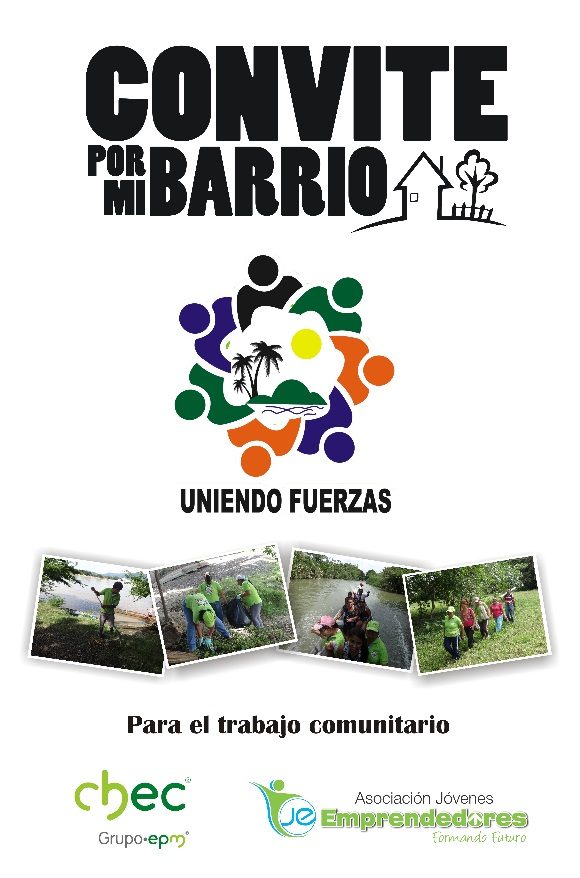 CONVITE
POR MI BARRIO
UNIENDO FUERZAS
Para el trabajo comunitario
chec®
Grupo·epm®
Asociación Jóvenes
je Emprendedores
Formando Futuro